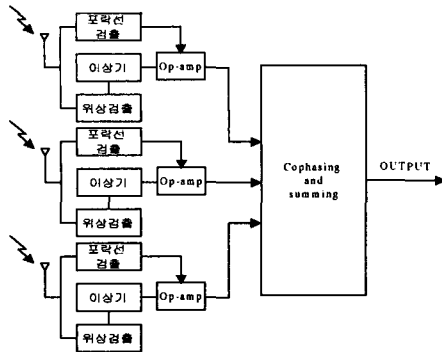 포락선
검출
이상기
Op-amp
위상검출
포락선
검출
이상기
Op-amp
위상검출
포락선
검출
이상기
Op-amp
위상검출
Cophasing
and
summing
OUTPUT